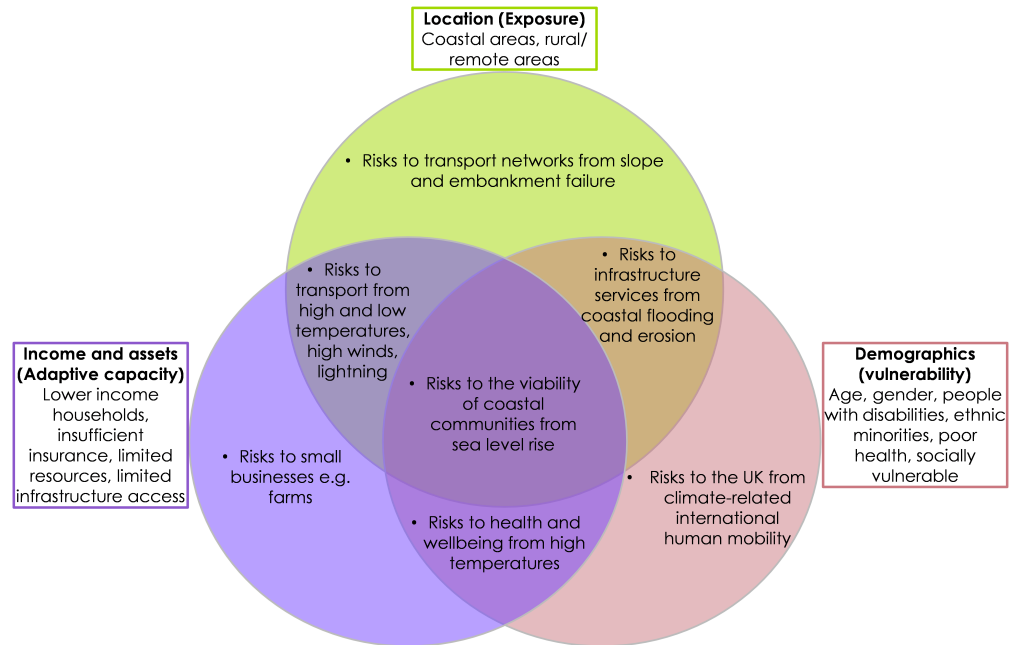 Location (Exposure)
Coastal areas, rural/
remote areas
• Risks to transport networks from slope
and embankment failure
• Risks to
transport from
high and low
temperatures,
high winds,
lightning
• Risks to
infrastructure
services from
coastal flooding
and erosion
Income and assets
(Adaptive capacity)
Lower income
households,
insufficient
insurance, limited
resources, limited
infrastructure access
• Risks to the viability
of coastal
communities from
sea level rise
Demographics
(vulnerability)
Age, gender, people
with disabilities, ethnic
minorities, poor
health, socially
vulnerable
• Risks to small
businesses e.g.
farms
• Risks to the UK from
climate-related
international
human mobility
• Risks to health and
wellbeing from high
temperatures